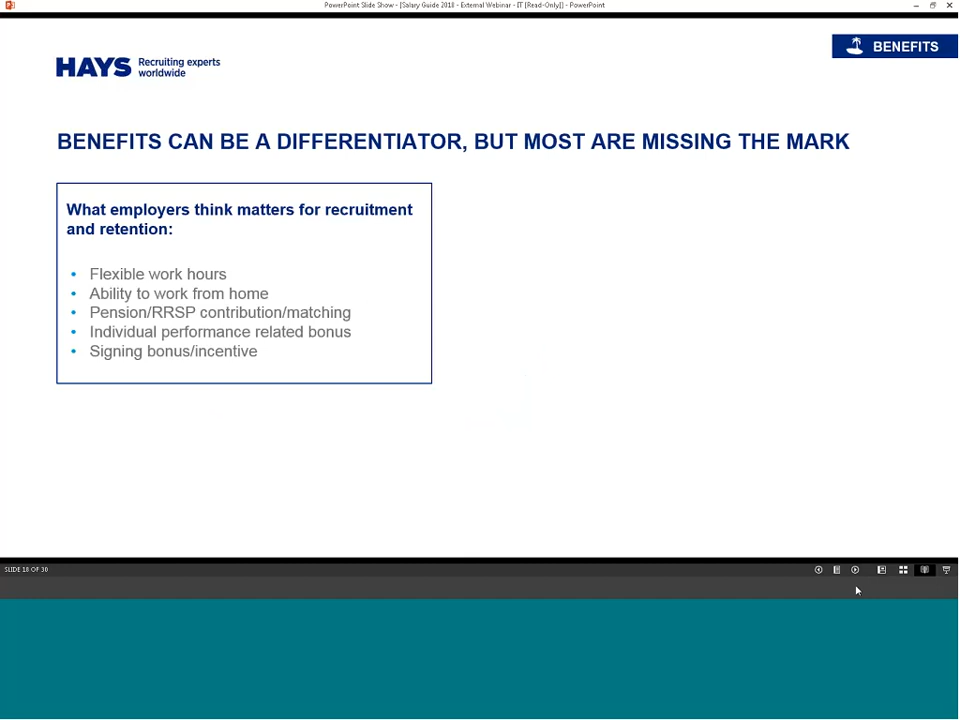 PowerPoint Slide Show - [Salary Guide 2018 - External Webinar - IT [Read-Only]] - PowerPoint
BENEFITS
HAYS Recruiting experts
worldwide
BENEFITS CAN BE A DIFFERENTIATOR, BUT MOST ARE MISSING THE MARK
What employers think matters for recruitment
and retention:
• Flexible work hours
• Ability to work from home
• Pension/RRSP contribution/matching
• Individual performance related bonus
• Signing bonus/incentive
SLIDE 18 OF 30